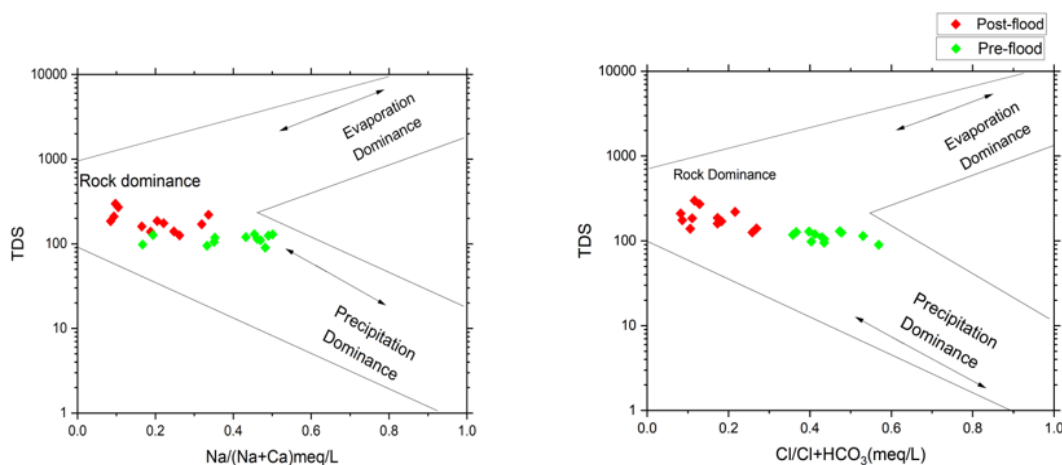 Post-flood
Pre-flood
10000
1000
100
10
1
TDS
Rock dominance
Evaporation
Dominance
Precipitation
Dominance
0.0 0.2 0.4 0.6 0.8 1.0
Na/(Na+Ca)meq/L
10000
1000
100
10
1
TDS
Rock Dominance
Evaporation
Dominance
Precipitation
Dominance
0.0 0.2 0.4 0.6 0.8 1.0
Cl/Cl+HCO₃(meq/L)